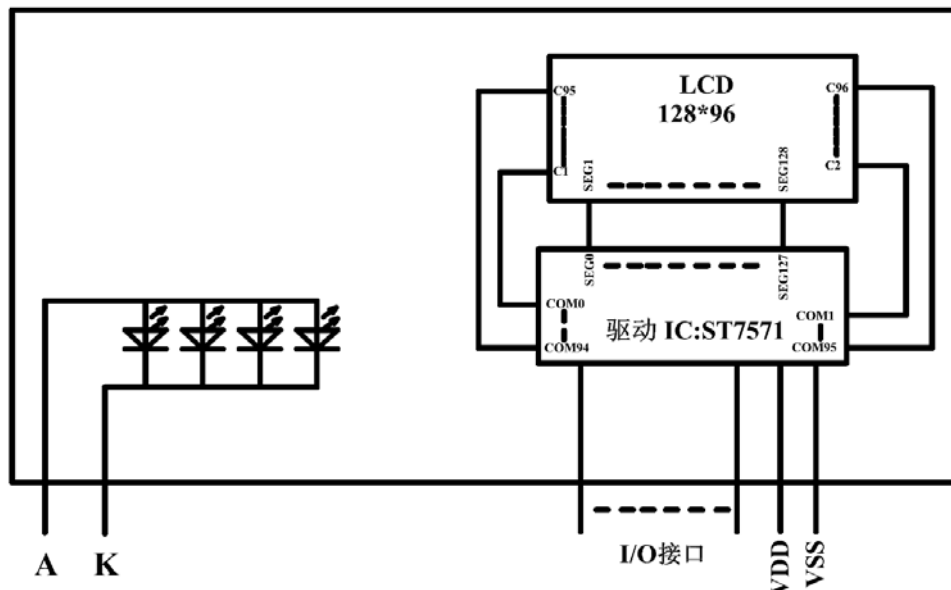 LCD
128*96
C95
C96
C1
C2
SEG1
SEG128
SEG0
SEG127
COM0
COM1
驱动 IC:ST7571
COM94
COM95
I/O接口
VDD
VSS
A
K